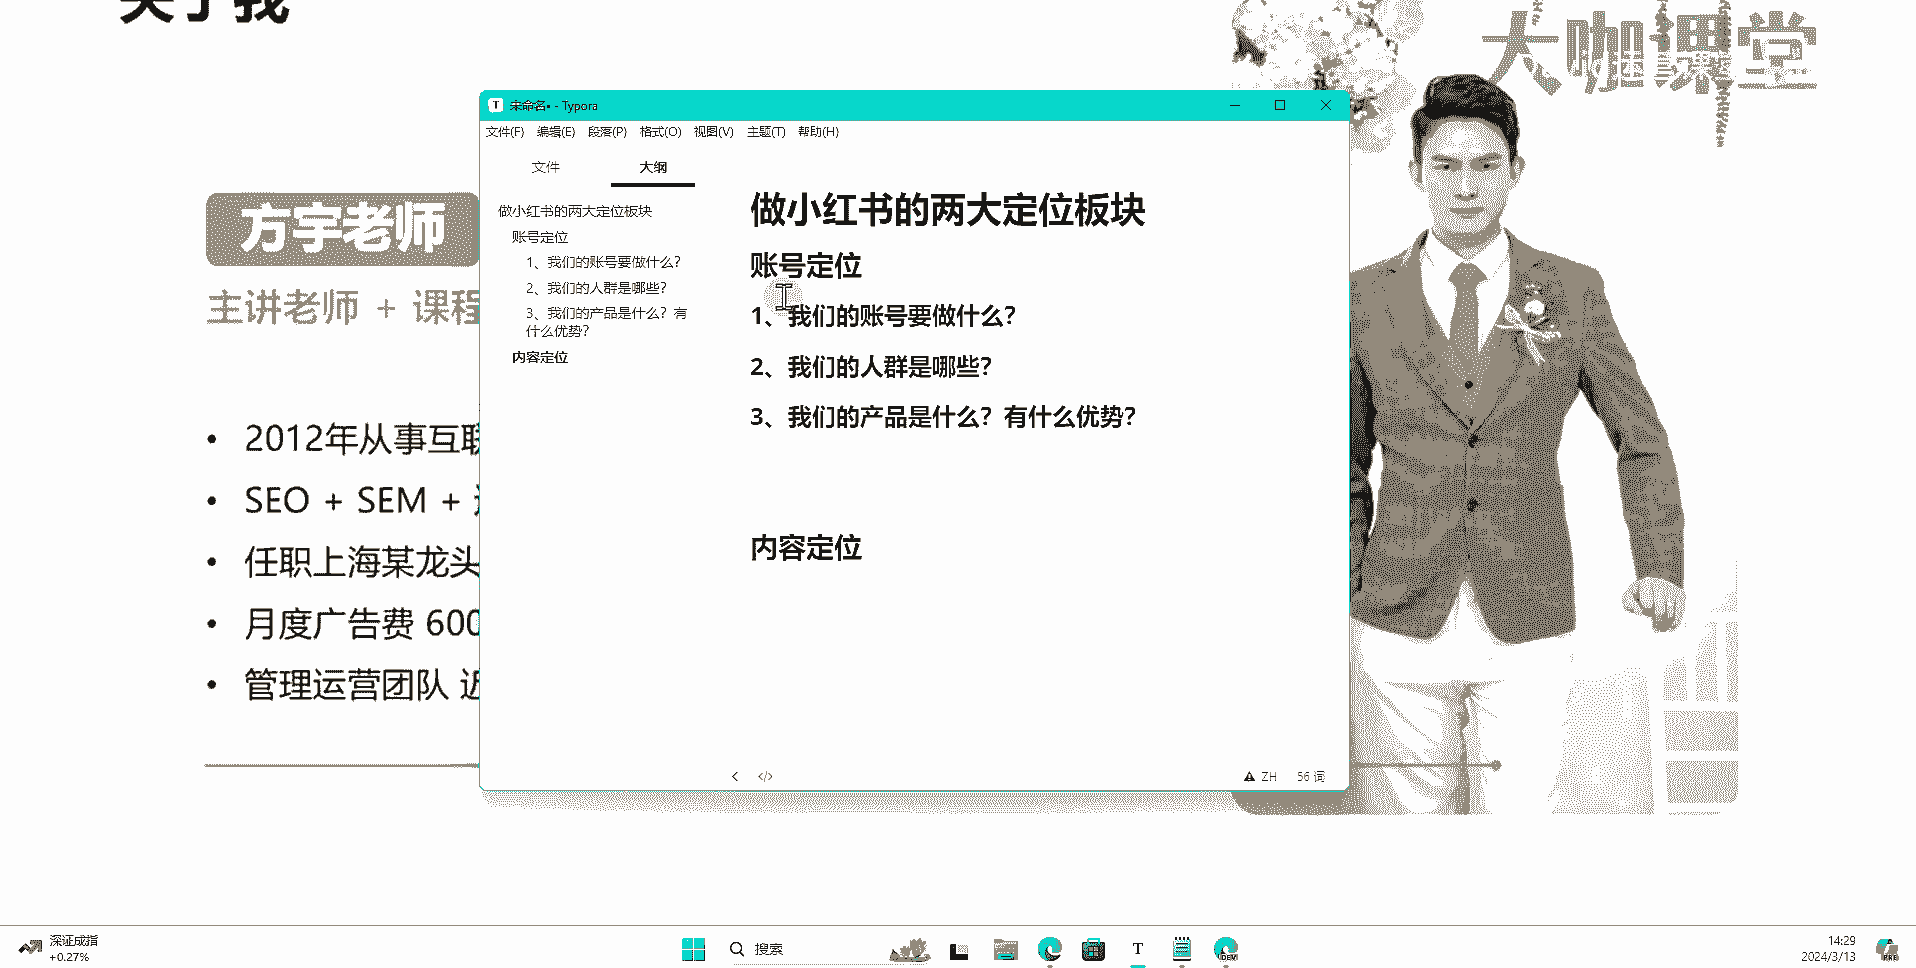 关于我
大咖课堂
方宇老师
主讲老师 + 课程
2012年从事互联
SEO + SEM +
任职上海某龙头
月度广告费 600
管理运营团队 近
未命名• - Typora
文件(F) 编辑(E) 段落(P) 格式(O) 视图(V) 主题(T) 帮助(H)
文件 大纲
做小红书的两大定位板块
账号定位
1、我们的账号要做什么？
2、我们的人群是哪些？
3、我们的产品是什么？有
什么优势？
内容定位
做小红书的两大定位板块
账号定位
1、我们的账号要做什么？
2、我们的人群是哪些？
3、我们的产品是什么？有什么优势？
内容定位
</> ZH 56 词
深证成指
+0.27%
搜索
T
DEV
14:29
2024/3/13
PRE